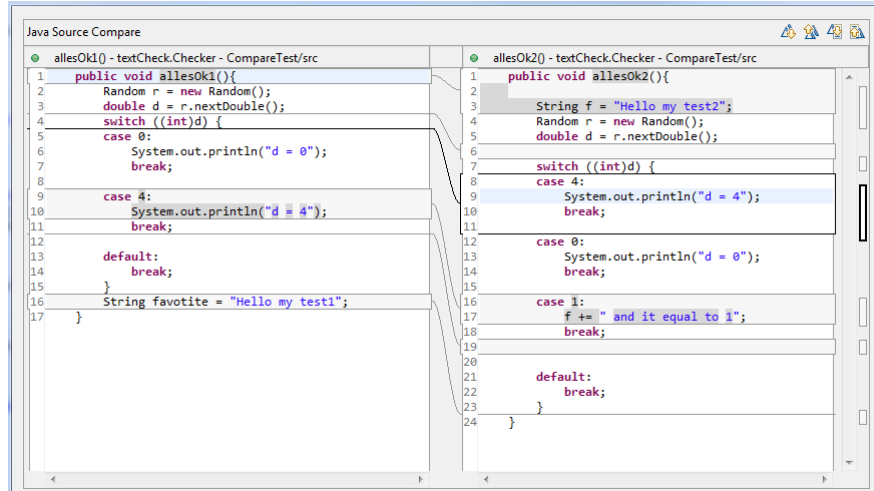 Java Source Compare
allesOk1() - textCheck.Checker - CompareTest/src
1 public void allesOk1(){
2 Random r = new Random();
3 double d = r.nextDouble();
4 switch ((int)d) {
5 case 0:
6 System.out.println("d = 0");
7 break;
8
9 case 4:
10 System.out.println("d = 4");
11 break;
12
13 default:
14 break;
15 }
16 String favotite = "Hello my test1";
17 }
allesOk2() - textCheck.Checker - CompareTest/src
1 public void allesOk2(){
2
3 String f = "Hello my test2";
4 Random r = new Random();
5 double d = r.nextDouble();
6
7 switch ((int)d) {
8 case 4:
9 System.out.println("d = 4");
10 break;
11
12 case 0:
13 System.out.println("d = 0");
14 break;
15
16 case 1:
17 f += " and it equal to 1";
18 break;
19
20
21 default:
22 break;
23 }
24 }